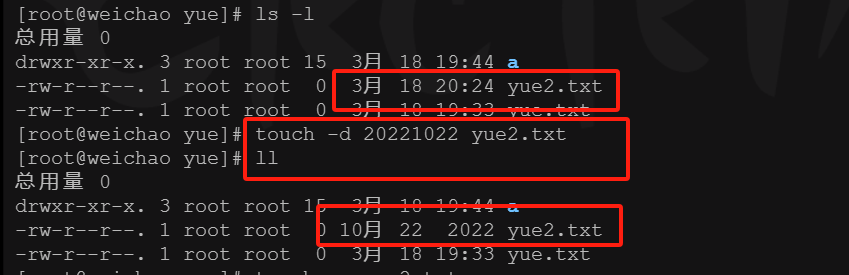 [root@weichao yue]# ls -l
总用量 0
drwxr-xr-x. 3 root root 15  3月 18 19:44 a
-rw-r--r--. 1 root root  0  3月 18 20:24 yue2.txt
-rw-r--r--. 1 root root  0  3月 18 19:33 yue.txt
[root@weichao yue]# touch -d 20221022 yue2.txt
[root@weichao yue]# ll
总用量 0
drwxr-xr-x. 3 root root 15  3月 18 19:44 a
-rw-r--r--. 1 root root  0 10月 22  2022 yue2.txt
-rw-r--r--. 1 root root  0  3月 18 19:33 yue.txt